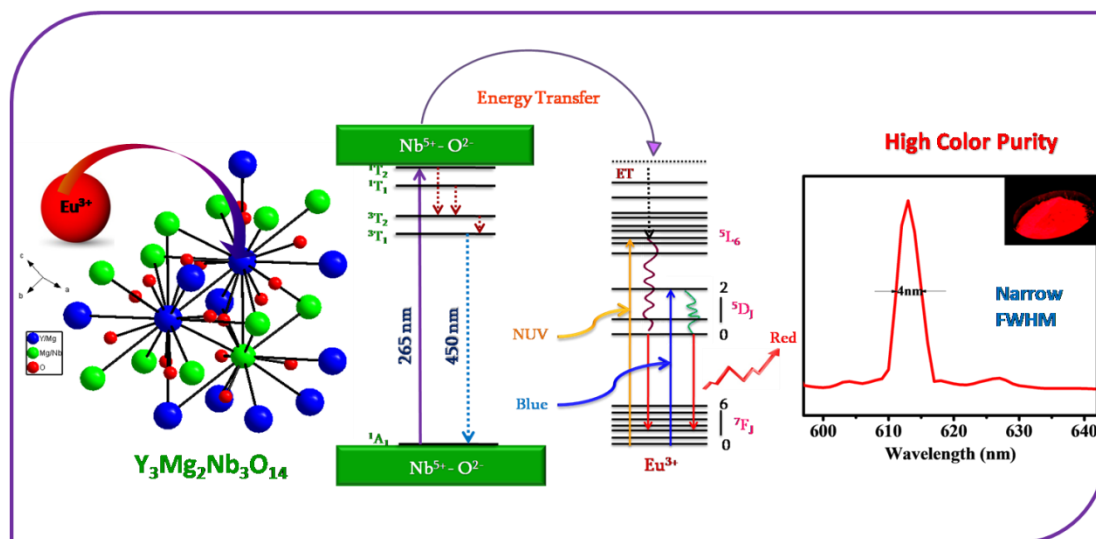 Eu³⁺
c
b
a
Y/Mg
Mg/Nb
O
Y₃Mg₂Nb₃O₁₄
Energy Transfer
Nb⁵⁺- O²⁻
¹T₂
¹T₁
³T₂
³T₁
265 nm
450 nm
¹A₁
Nb⁵⁺- O²⁻
ET
⁵L₆
2
⁵D_J
0
NUV
Blue
Red
6
⁷F_J
0
Eu³⁺
High Color Purity
4nm
Narrow
FWHM
600 610 620 630 640
Wavelength (nm)